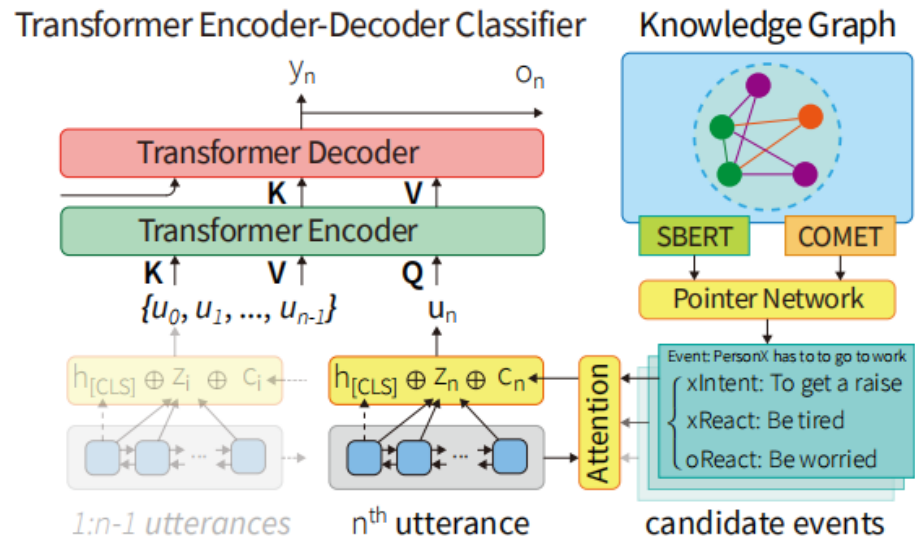 Transformer Encoder-Decoder Classifier
Knowledge Graph
yₙ
oₙ
Transformer Decoder
K
V
Transformer Encoder
K
V
Q
{u₀, u₁, ..., uₙ₋₁}
uₙ
h[CLS] ⊕ zᵢ ⊕ cᵢ
...
1:n-1 utterances
h[CLS] ⊕ zₙ ⊕ cₙ
...
nᵗʰ utterance
Attention
SBERT
COMET
Pointer Network
Event: PersonX has to to go to work
xIntent: To get a raise
xReact: Be tired
oReact: Be worried
candidate events